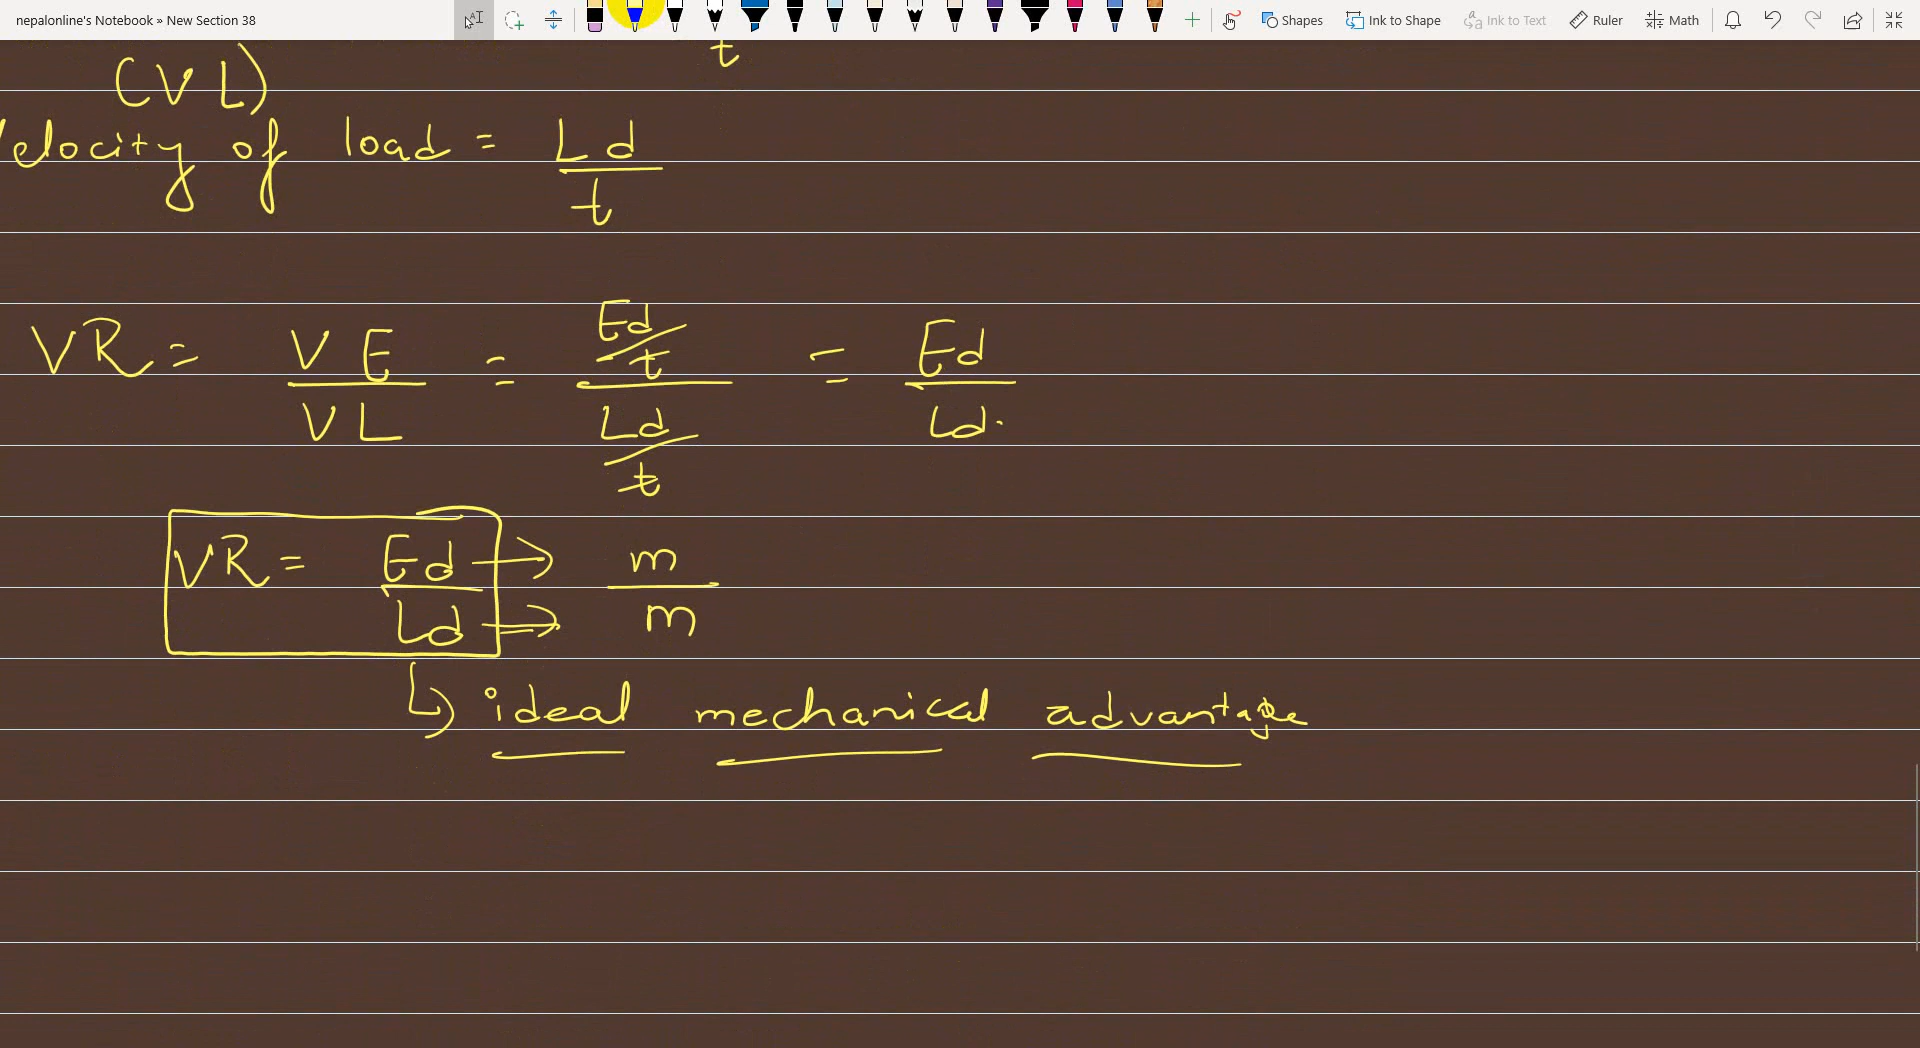 nepalonline's Notebook » New Section 38
Shapes Ink to Shape Ink to Text Ruler Math
t
(VL)
Velocity of load = Ld/t
VR = VE/VL = (Ed/t)/(Ld/t) = Ed/Ld.
VR = Ed/Ld → m/m
↳ ideal mechanical advantage